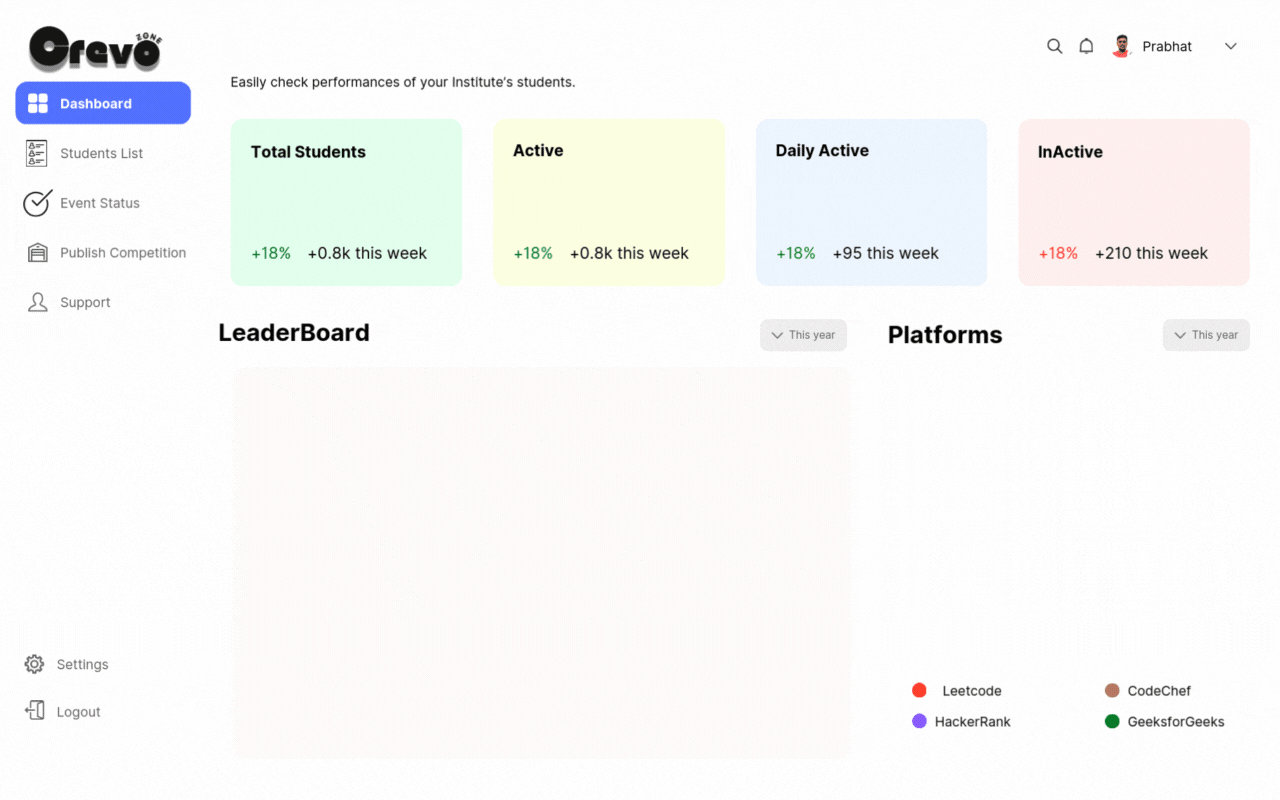 Crevo
ZONE
Prabhat
Easily check performances of your Institute's students.
Dashboard
Students List
Event Status
Publish Competition
Support
Settings
Logout
Total Students
+18% +0.8k this week
Active
+18% +0.8k this week
Daily Active
+18% +95 this week
InActive
+18% +210 this week
LeaderBoard
This year
Platforms
This year
Leetcode
CodeChef
HackerRank
GeeksforGeeks